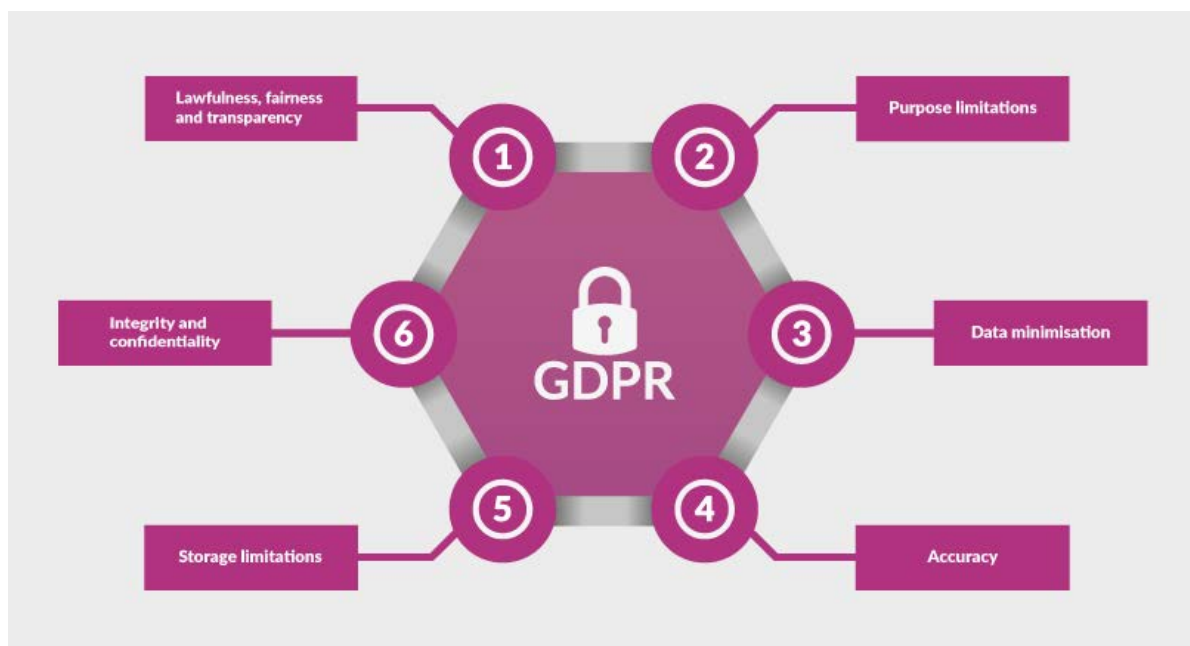 Lawfulness, fairness
and transparency
1
2
Purpose limitations
Integrity and
confidentiality
6
GDPR
3
Data minimisation
Storage limitations
5
4
Accuracy